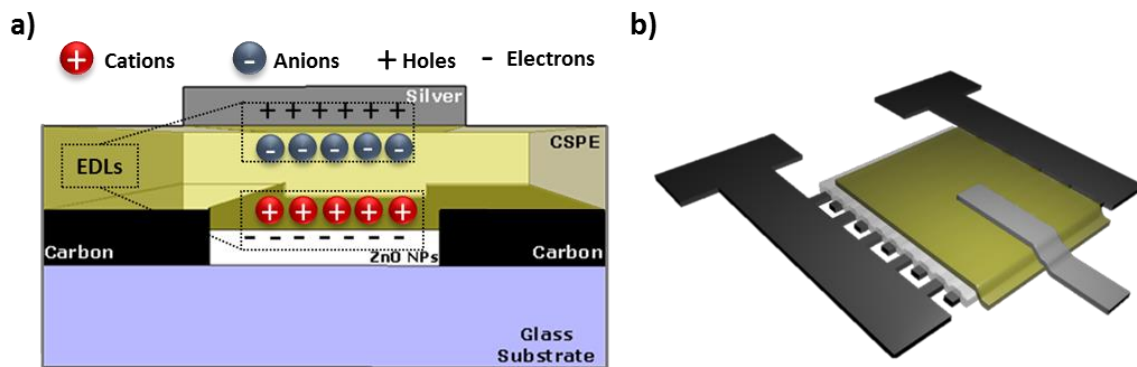 a)
b)
+ Cations
- Anions
+ Holes
- Electrons
Silver
+ + + + + +
- - - - -
CSPE
EDLs
+ + + + +
- - - - - - -
Carbon
ZnO NPs
Carbon
Glass
Substrate